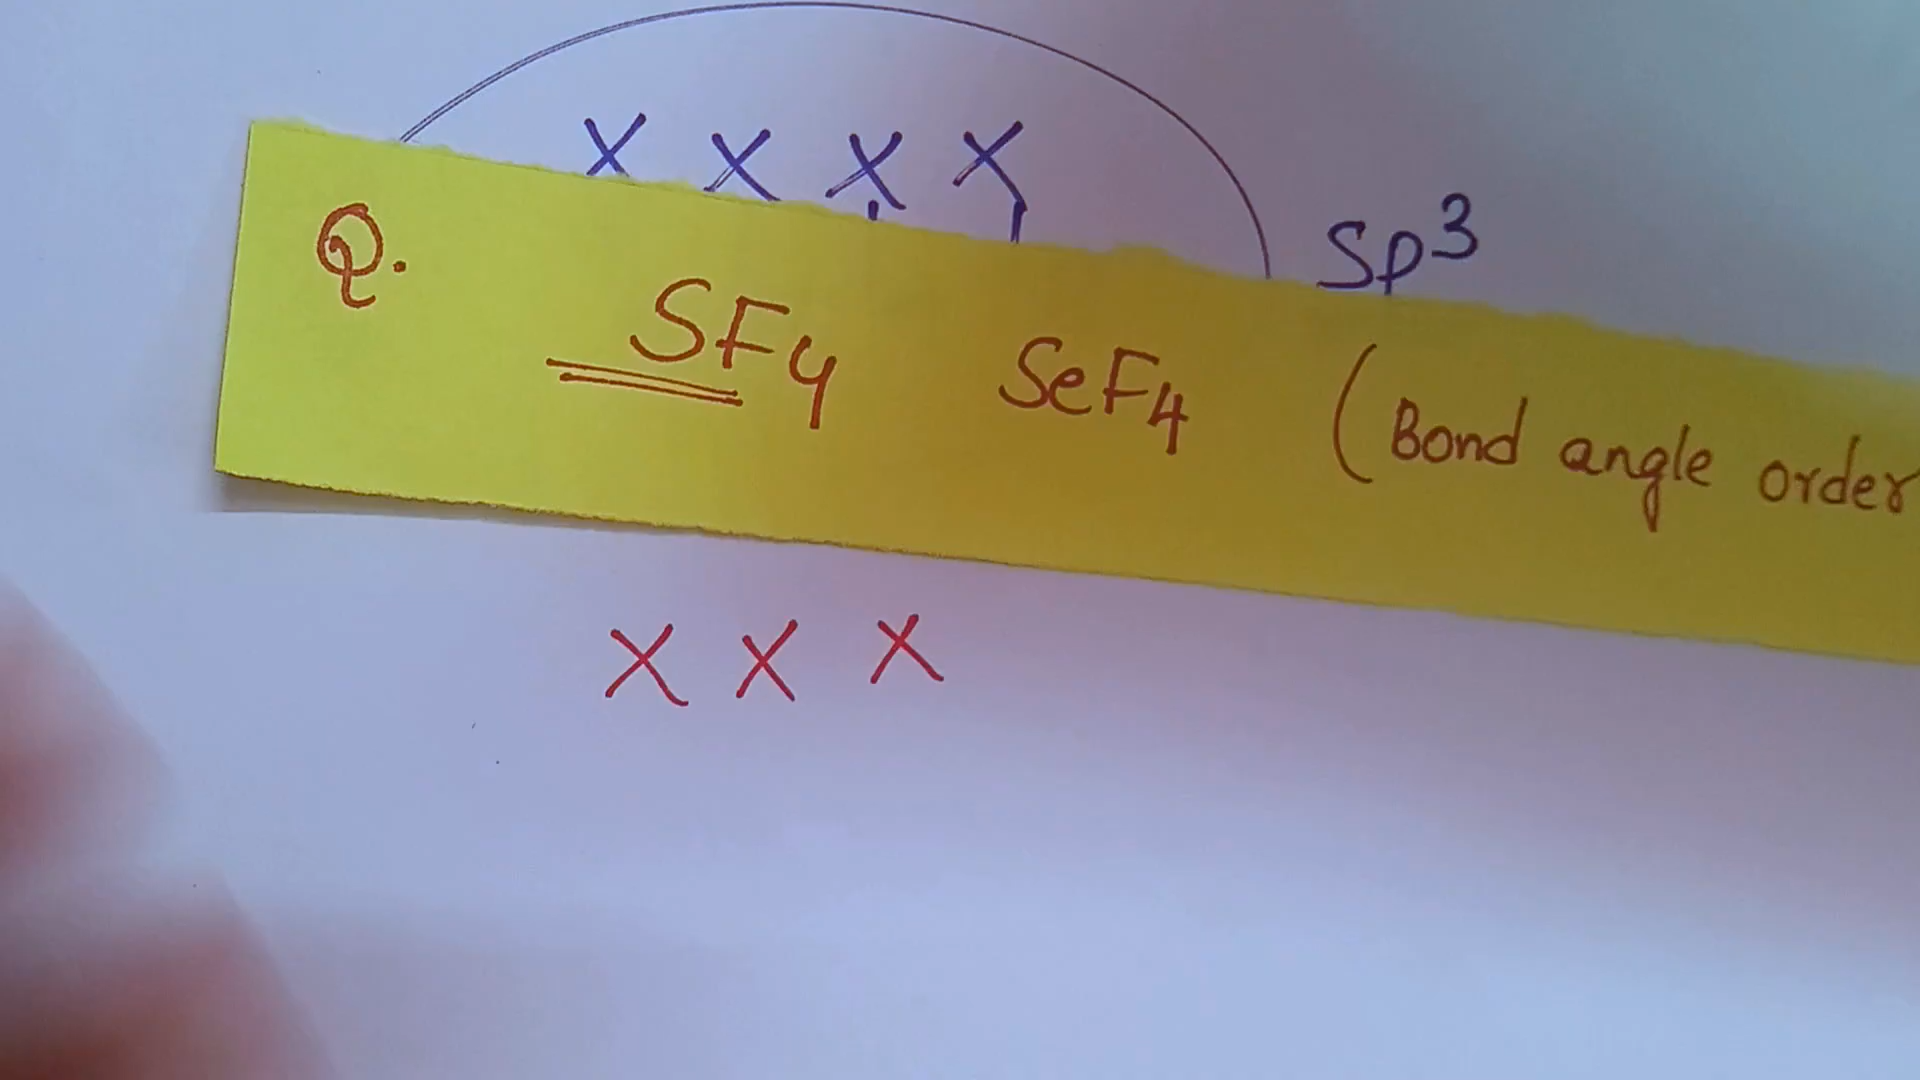 X X X X
Sp3
Q. SF4 SeF4 (Bond angle order
X X X